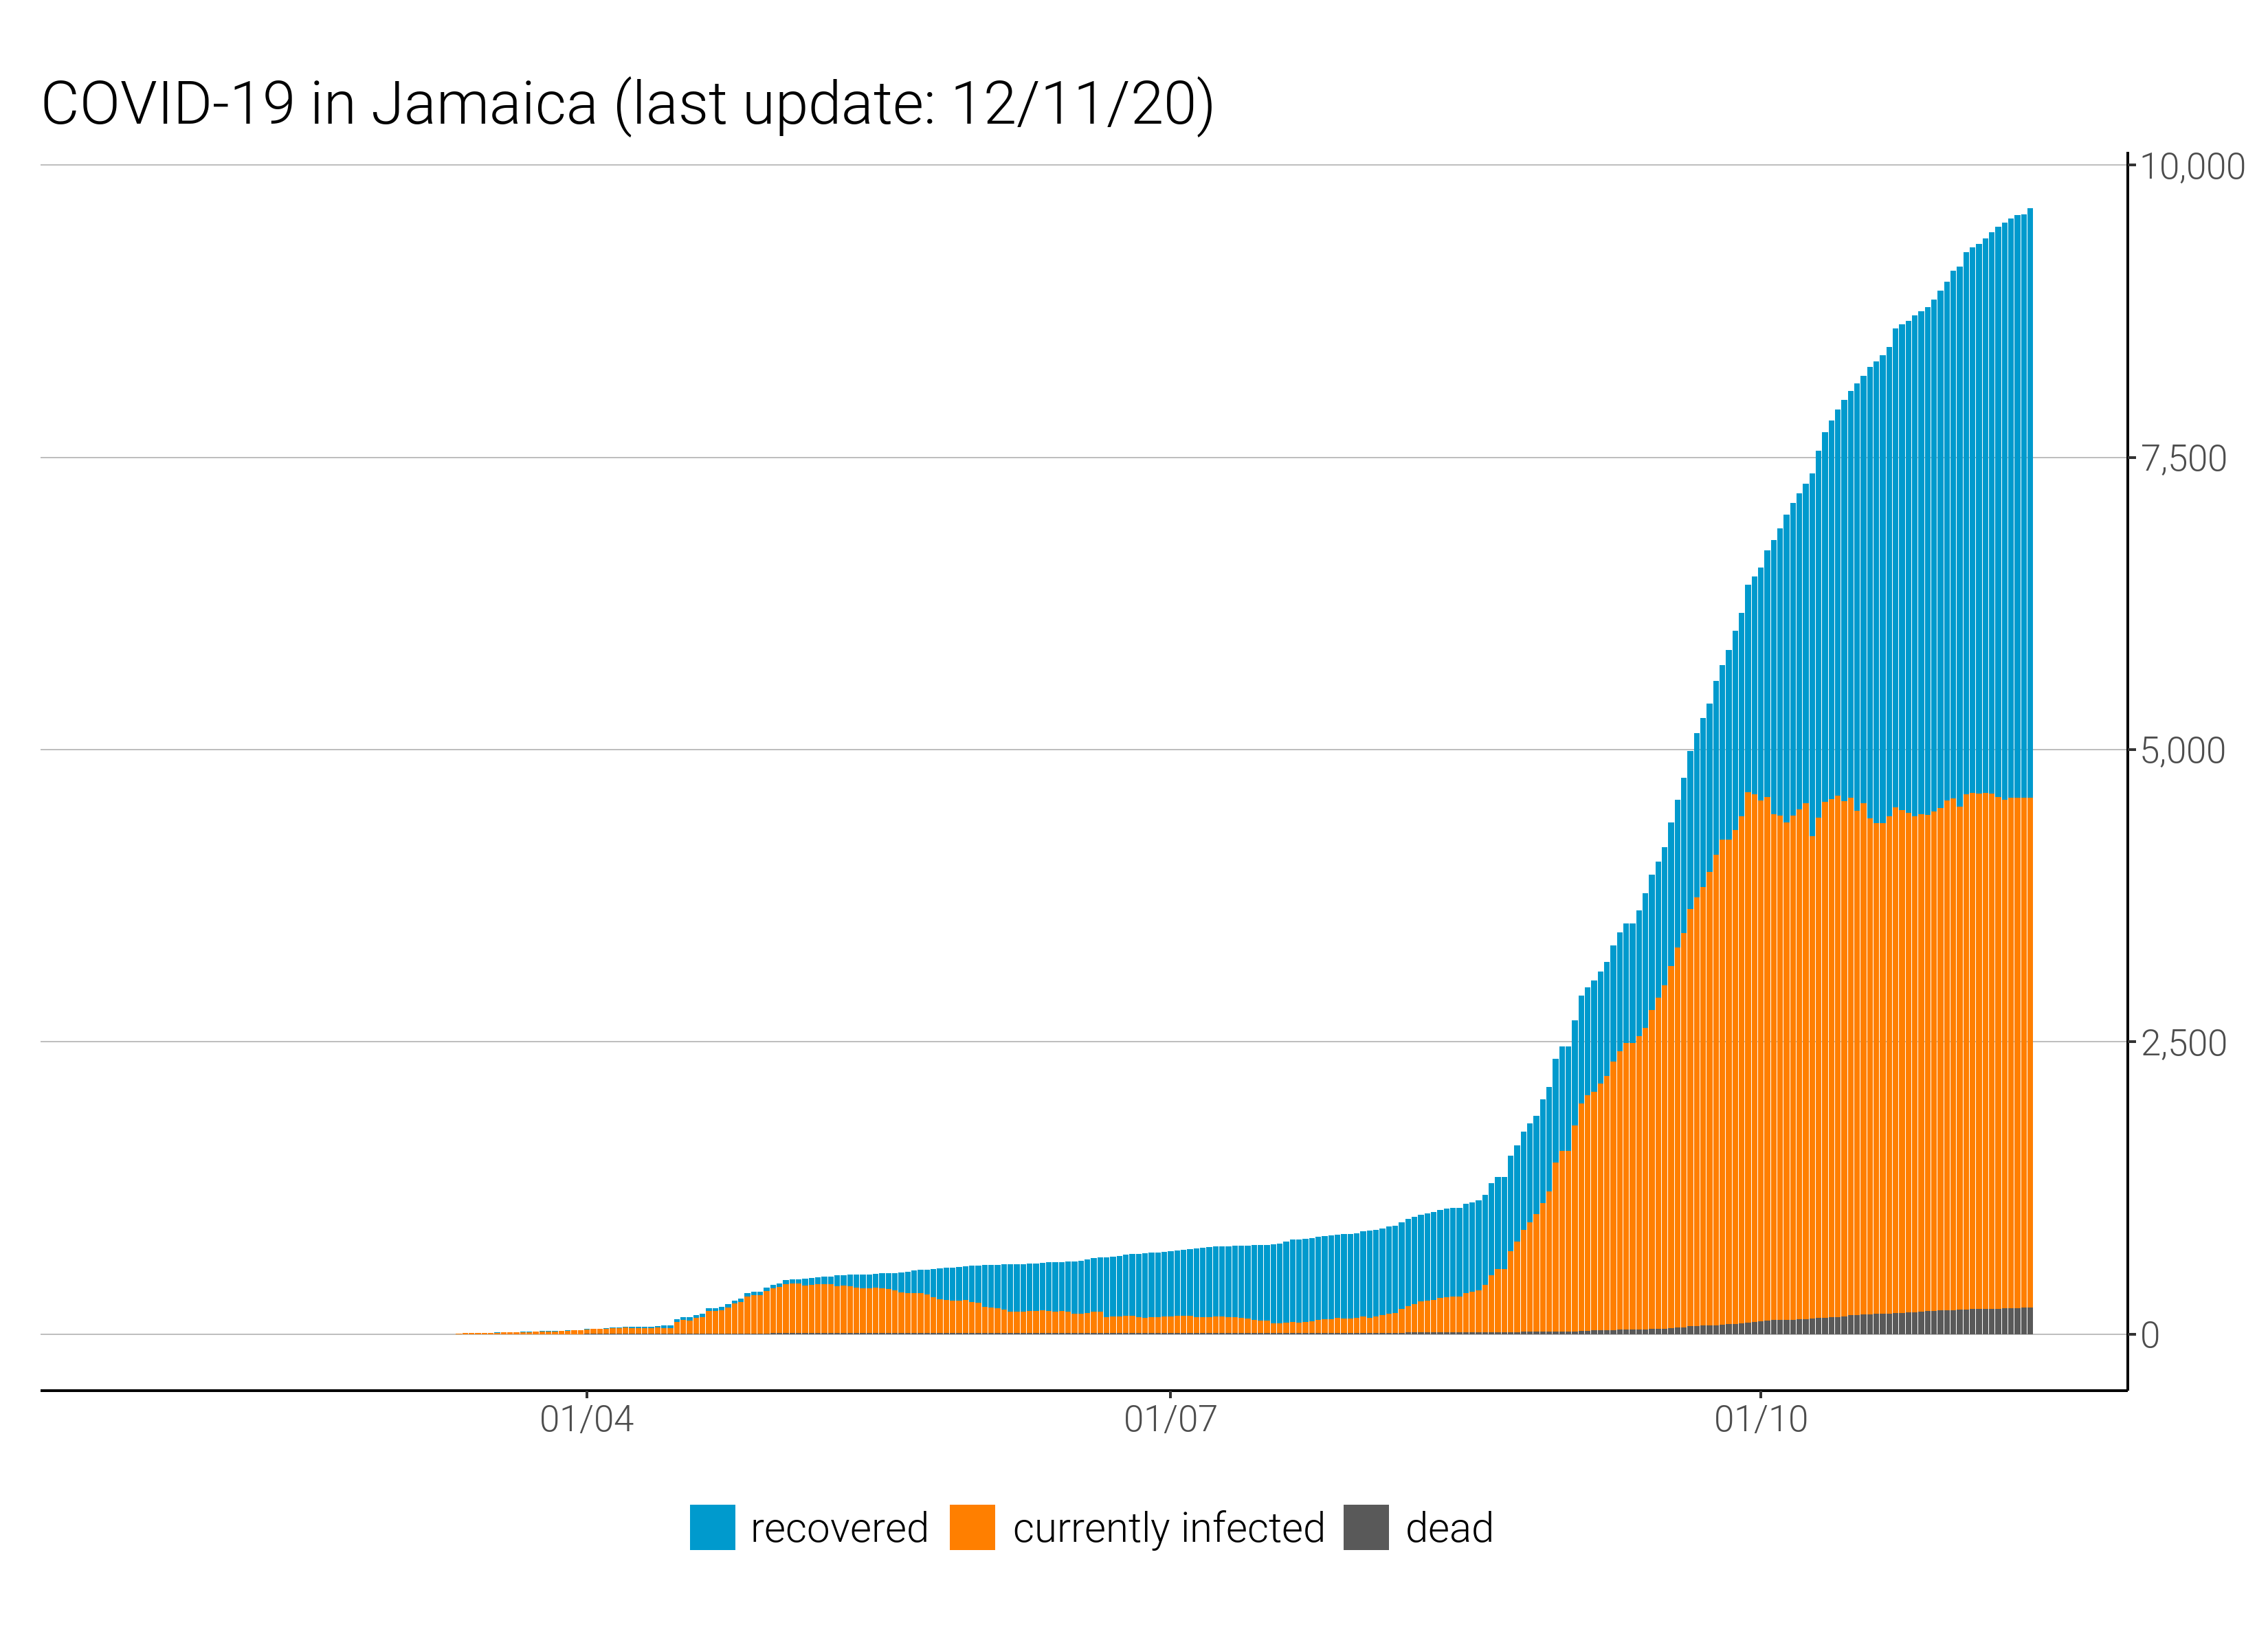 COVID-19 in Jamaica (last update: 12/11/20)
10,000
7,500
5,000
2,500
0
01/04 01/07 01/10
recovered currently infected dead